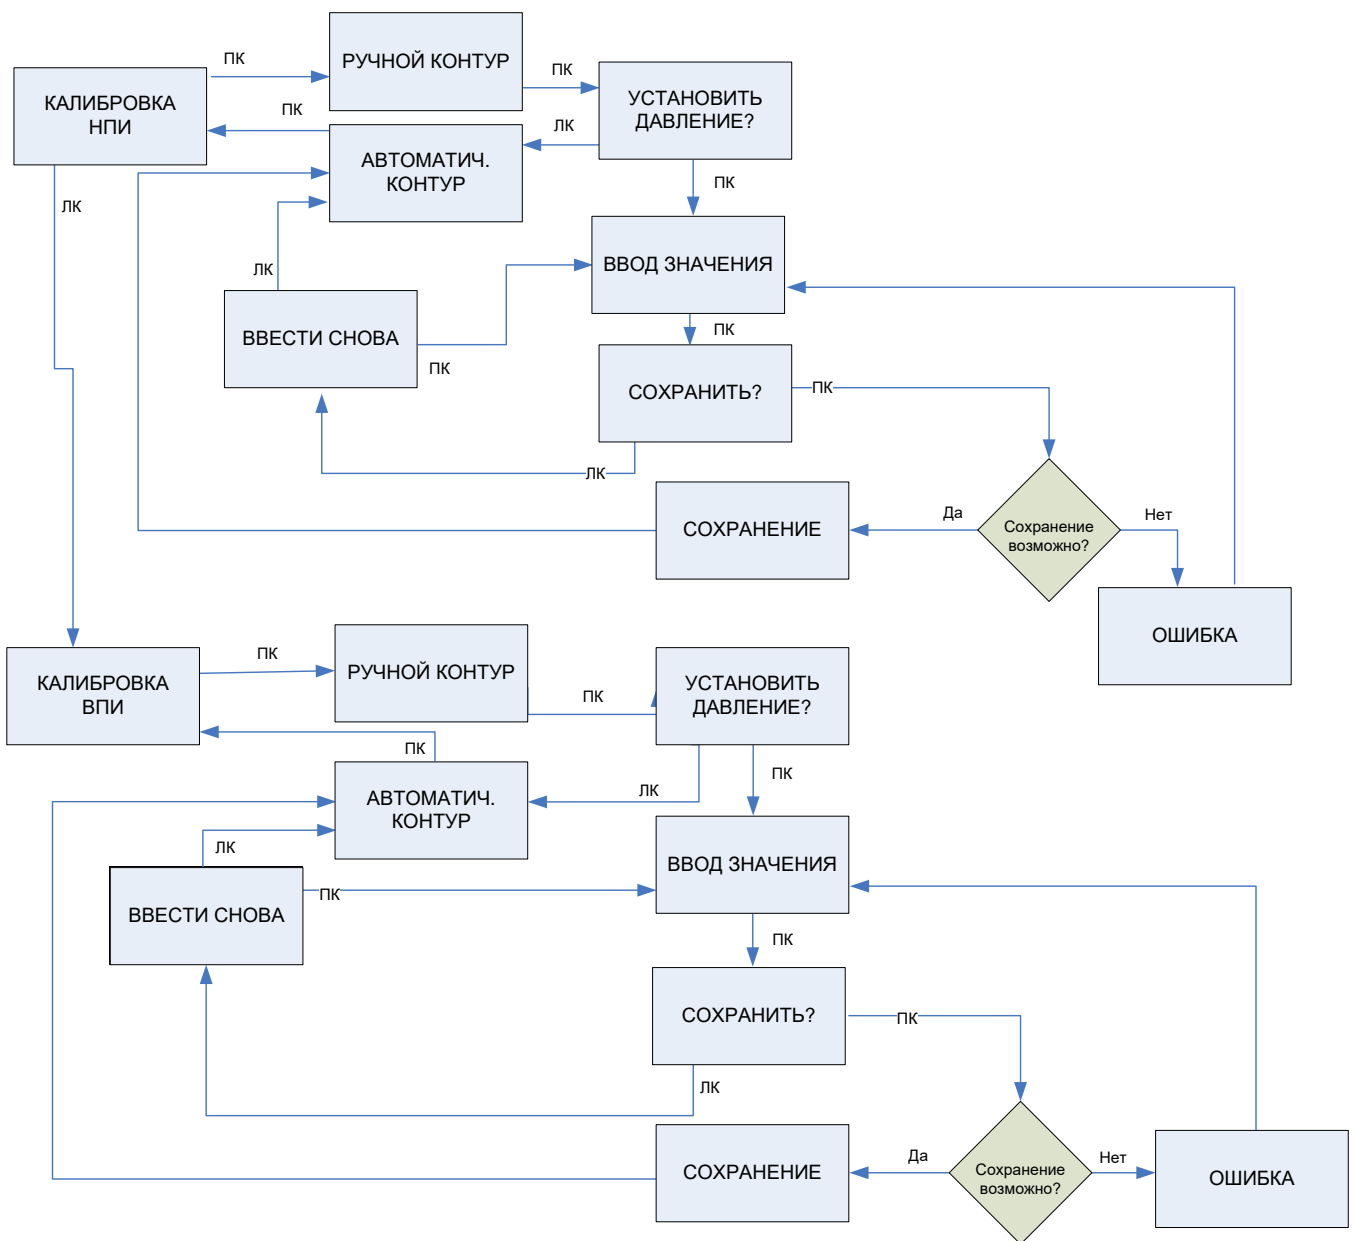 ПК
РУЧНОЙ КОНТУР
ПК
КАЛИБРОВКА
НПИ
ПК
УСТАНОВИТЬ
ДАВЛЕНИЕ?
ЛК
АВТОМАТИЧ.
КОНТУР
ПК
ЛК
ЛК
ВВОД ЗНАЧЕНИЯ
ВВЕСТИ СНОВА
ПК
ПК
СОХРАНИТЬ?
ПК
ЛК
СОХРАНЕНИЕ
Да
Сохранение
возможно?
Нет
ОШИБКА
ПК
РУЧНОЙ КОНТУР
ПК
КАЛИБРОВКА
ВПИ
УСТАНОВИТЬ
ДАВЛЕНИЕ?
ПК
ПК
ЛК
АВТОМАТИЧ.
КОНТУР
ЛК
ВВОД ЗНАЧЕНИЯ
ПК
ВВЕСТИ СНОВА
ПК
СОХРАНИТЬ?
ПК
ЛК
СОХРАНЕНИЕ
Да
Сохранение
возможно?
Нет
ОШИБКА